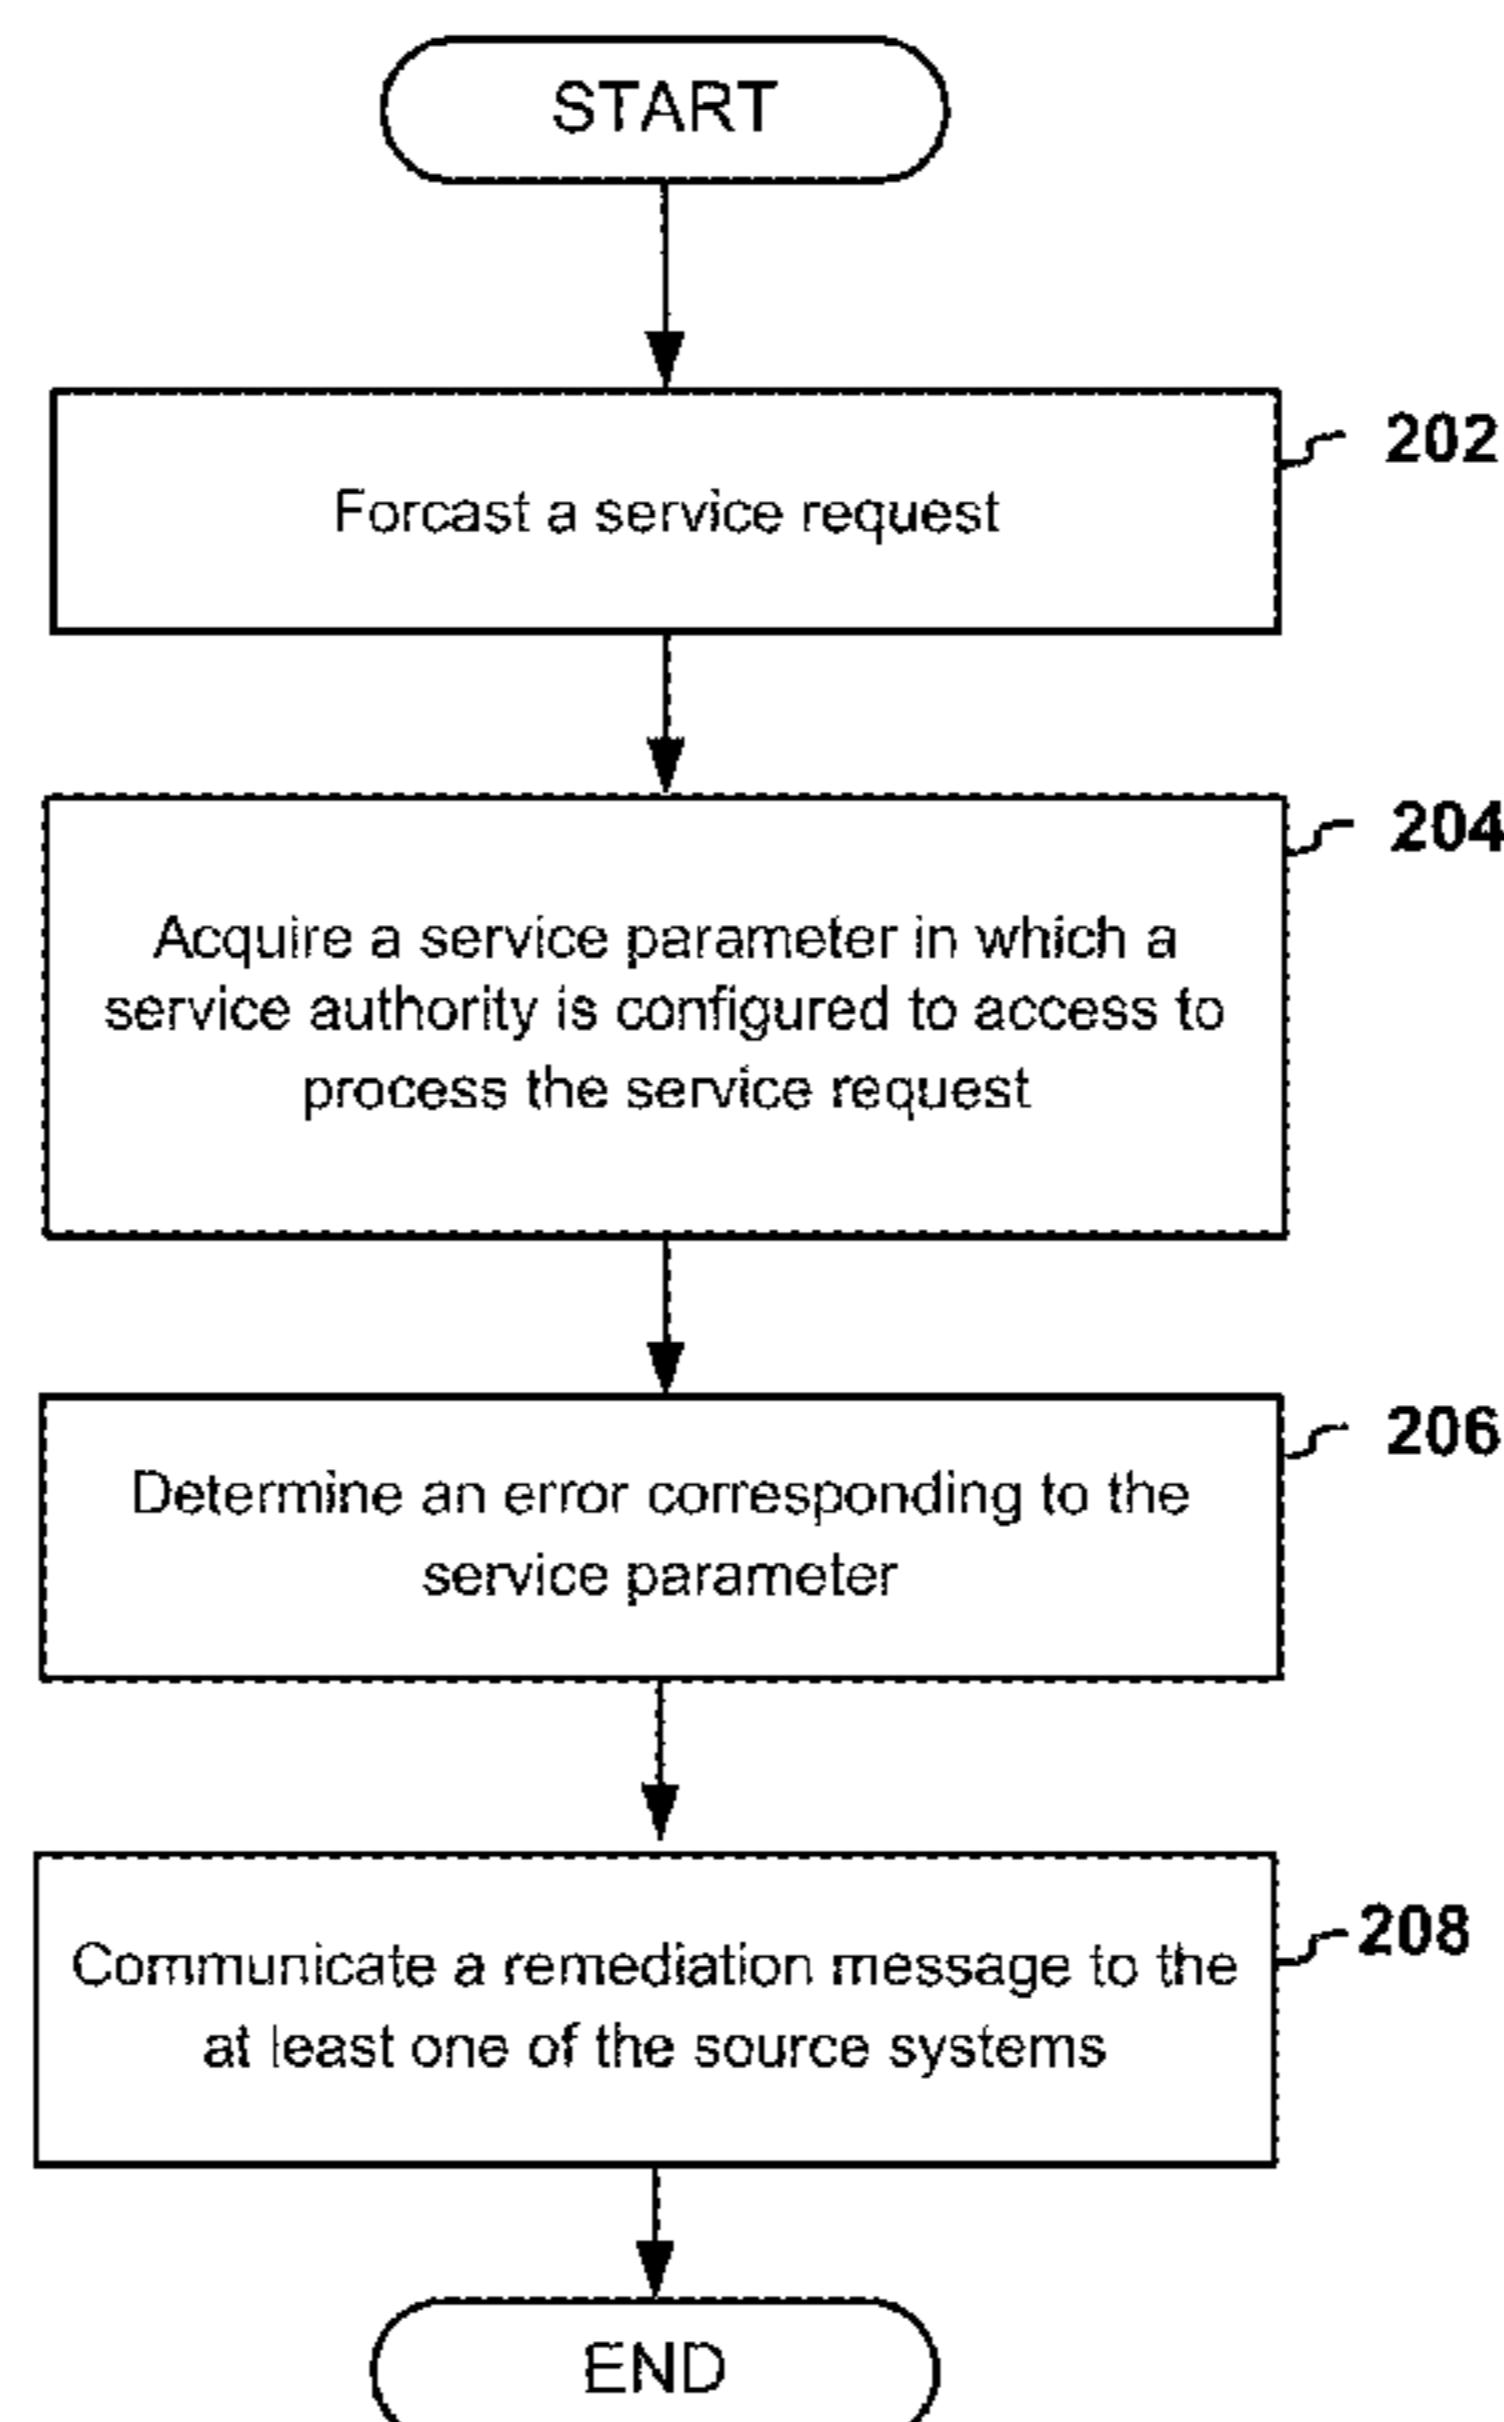 START
Forcast a service request
202
Acquire a service parameter in which a
service authority is configured to access to
process the service request
204
Determine an error corresponding to the
service parameter
206
Communicate a remediation message to the
at least one of the source systems
208
END